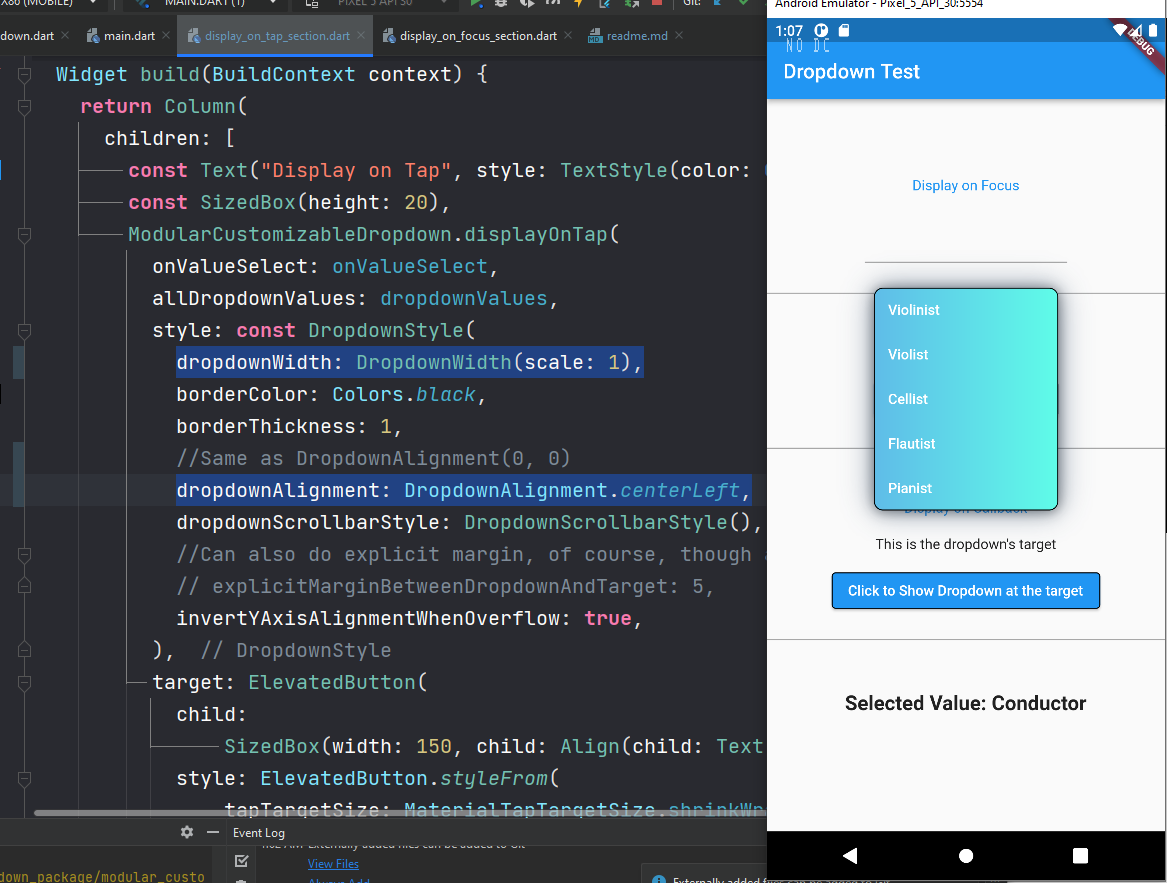 X86 (MOBILE)
MAIN.DART (1)
PIXEL 5 API 30
Git:
Android Emulator - Pixel_5_API_30:5554
down.dart
main.dart
display_on_tap_section.dart
display_on_focus_section.dart
readme.md
Widget build(BuildContext context) {
return Column(
children: [
const Text("Display on Tap", style: TextStyle(color:
const SizedBox(height: 20),
ModularCustomizableDropdown.displayOnTap(
onValueSelect: onValueSelect,
allDropdownValues: dropdownValues,
style: const DropdownStyle(
dropdownWidth: DropdownWidth(scale: 1),
borderColor: Colors.black,
borderThickness: 1,
//Same as DropdownAlignment(0, 0)
dropdownAlignment: DropdownAlignment.centerLeft,
dropdownScrollbarStyle: DropdownScrollbarStyle(),
//Can also do explicit margin, of course, though
// explicitMarginBetweenDropdownAndTarget: 5,
invertYAxisAlignmentWhenOverflow: true,
), // DropdownStyle
target: ElevatedButton(
child:
SizedBox(width: 150, child: Align(child: Text
style: ElevatedButton.styleFrom(
tapTargetSize: MaterialTapTargetSize.shrinkWr
Event Log
Externally added files can be added to Git
View Files
Always Add
down_package/modular_custo
Externally added files can be added to Git
1:07
NO DC
DEBUG
Dropdown Test
Display on Focus
Violinist
Violist
Cellist
Flautist
Pianist
Display on Callback
This is the dropdown's target
Click to Show Dropdown at the target
Selected Value: Conductor